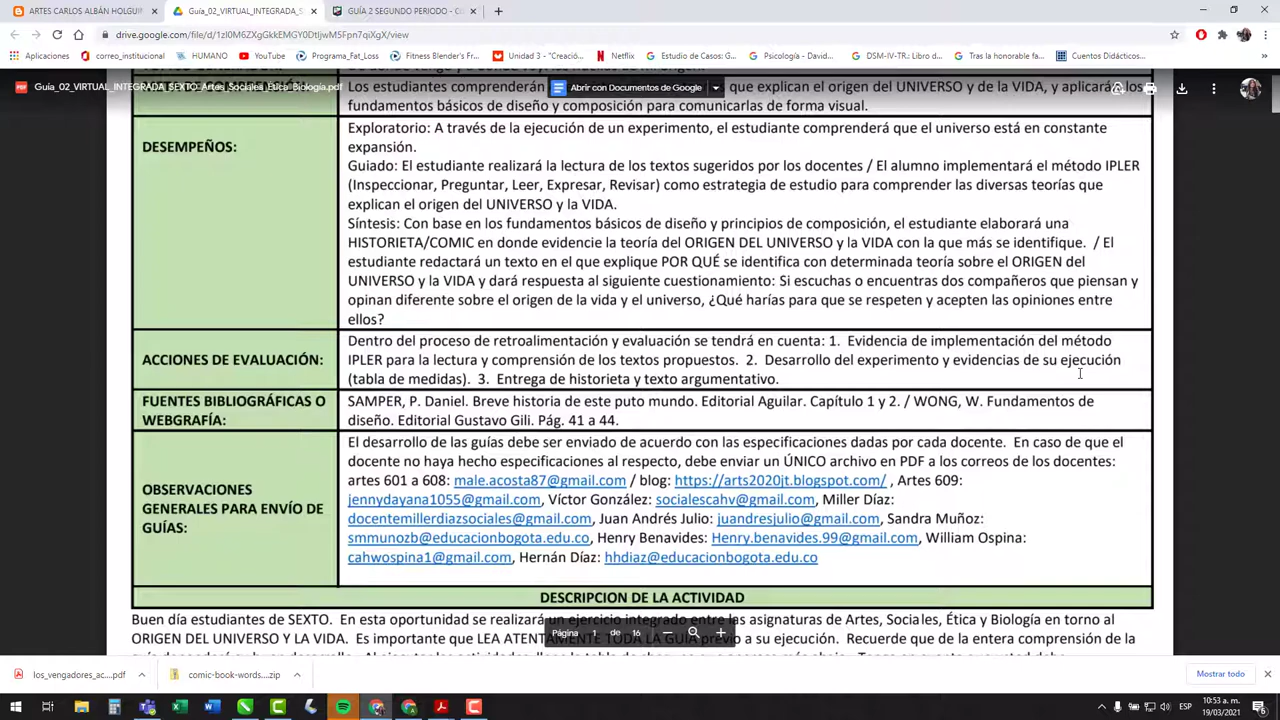 ARTES CARLOS ALBÁN HOLGUIN
Guía_02_VIRTUAL_INTEGRADA_S
GUÍA 2 SEGUNDO PERIODO - C
drive.google.com/file/d/1zI0M6ZXgGkkEMGY0DtIjwM5Fpn7qiXgX/view
Aplicaciones
correo_institucional
HUMANO
YouTube
Programa_Fat_Loss
Fitness Blender's Fr...
Unidad 3 - "Creació...
Netflix
Estudio de Casos: G...
Psicología - David...
DSM-IV-TR.: Libro d...
Tras la honorable fa...
Cuentos Didácticos...
Guía_02_VIRTUAL_INTEGRADA_SEXTO_Artes_Sociales_Etica_Biología.pdf
Abrir con Documentos de Google
Los estudiantes comprenderán que explican el origen del UNIVERSO y de la VIDA, y aplicarán los
fundamentos básicos de diseño y composición para comunicarlas de forma visual.
DESEMPEÑOS:
Exploratorio: A través de la ejecución de un experimento, el estudiante comprenderá que el universo está en constante
expansión.
Guiado: El estudiante realizará la lectura de los textos sugeridos por los docentes / El alumno implementará el método IPLER
(Inspeccionar, Preguntar, Leer, Expresar, Revisar) como estrategia de estudio para comprender las diversas teorías que
explican el origen del UNIVERSO y la VIDA.
Síntesis: Con base en los fundamentos básicos de diseño y principios de composición, el estudiante elaborará una
HISTORIETA/COMIC en donde evidencie la teoría del ORIGEN DEL UNIVERSO y la VIDA con la que más se identifique. / El
estudiante redactará un texto en el que explique POR QUÉ se identifica con determinada teoría sobre el ORIGEN del
UNIVERSO y la VIDA y dará respuesta al siguiente cuestionamiento: Si escuchas o encuentras dos compañeros que piensan y
opinan diferente sobre el origen de la vida y el universo, ¿Qué harías para que se respeten y acepten las opiniones entre
ellos?
ACCIONES DE EVALUACIÓN:
Dentro del proceso de retroalimentación y evaluación se tendrá en cuenta: 1. Evidencia de implementación del método
IPLER para la lectura y comprensión de los textos propuestos. 2. Desarrollo del experimento y evidencias de su ejecución
(tabla de medidas). 3. Entrega de historieta y texto argumentativo.
FUENTES BIBLIOGRÁFICAS O
WEBGRAFÍA:
SAMPER, P. Daniel. Breve historia de este puto mundo. Editorial Aguilar. Capítulo 1 y 2. / WONG, W. Fundamentos de
diseño. Editorial Gustavo Gili. Pág. 41 a 44.
OBSERVACIONES
GENERALES PARA ENVÍO DE
GUÍAS:
El desarrollo de las guías debe ser enviado de acuerdo con las especificaciones dadas por cada docente. En caso de que el
docente no haya hecho especificaciones al respecto, debe enviar un ÚNICO archivo en PDF a los correos de los docentes:
artes 601 a 608: male.acosta87@gmail.com / blog: https://arts2020jt.blogspot.com/ , Artes 609:
jennydayana1055@gmail.com, Víctor González: socialescahv@gmail.com, Miller Díaz:
docentemillerdiazsociales@gmail.com, Juan Andrés Julio: juandresjulio@gmail.com, Sandra Muñoz:
smmunozb@educacionbogota.edu.co, Henry Benavides: Henry.benavides.99@gmail.com, William Ospina:
cahwospina1@gmail.com, Hernán Díaz: hhdiaz@educacionbogota.edu.co
DESCRIPCION DE LA ACTIVIDAD
Buen día estudiantes de SEXTO. En esta oportunidad se realizará un ejercicio integrado entre las asignaturas de Artes, Sociales, Ética y Biología en torno al
ORIGEN DEL UNIVERSO Y LA VIDA. Es importante que LEA ATENTAMENTE TODA LA GUÍA previo a su ejecución. Recuerde que de la entera comprensión de la
Página 1 de 16
los_vengadores_ac....pdf
comic-book-words....zip
Mostrar todo
ESP
10:53 a. m.
19/03/2021